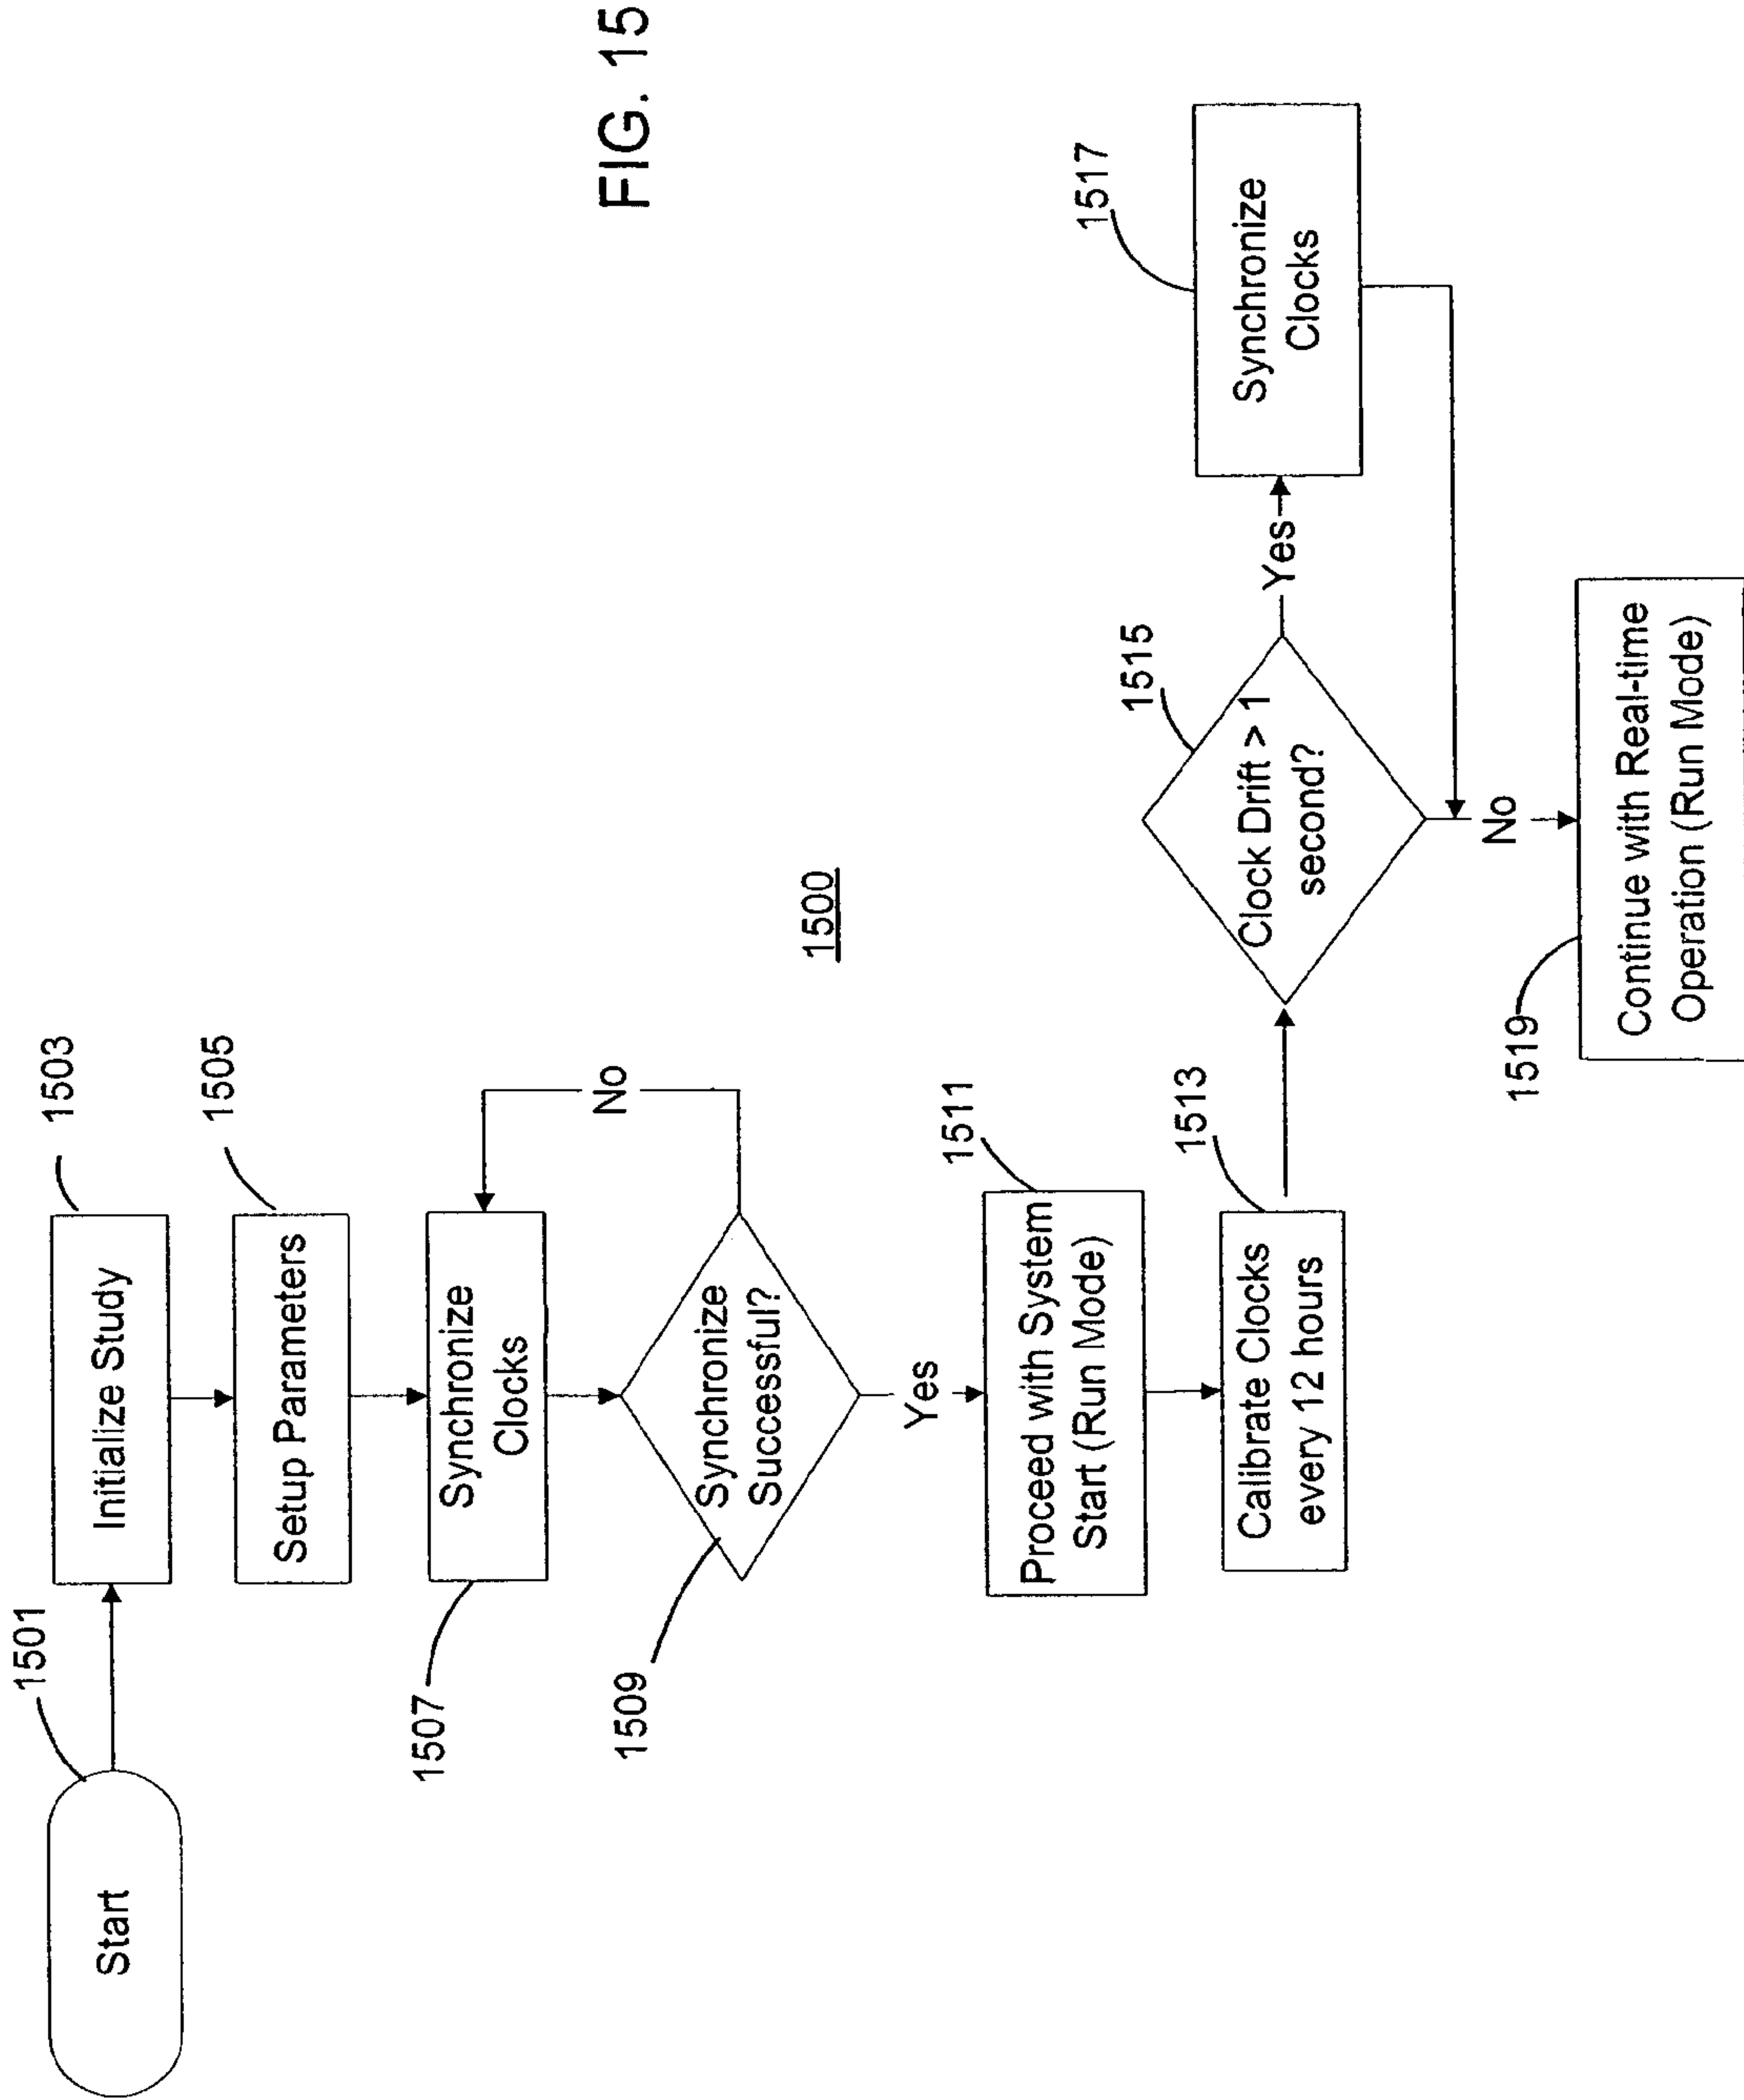 FIG. 15
1500
1501
Start
1503
Initialize Study
1505
Setup Parameters
1507
Synchronize
Clocks
No
1509
Synchronize
Successful?
Yes
1511
Proceed with System
Start (Run Mode)
1513
Calibrate Clocks
every 12 hours
1515
Clock Drift > 1
second?
Yes
1517
Synchronize
Clocks
No
1519
Continue with Real-time
Operation (Run Mode)